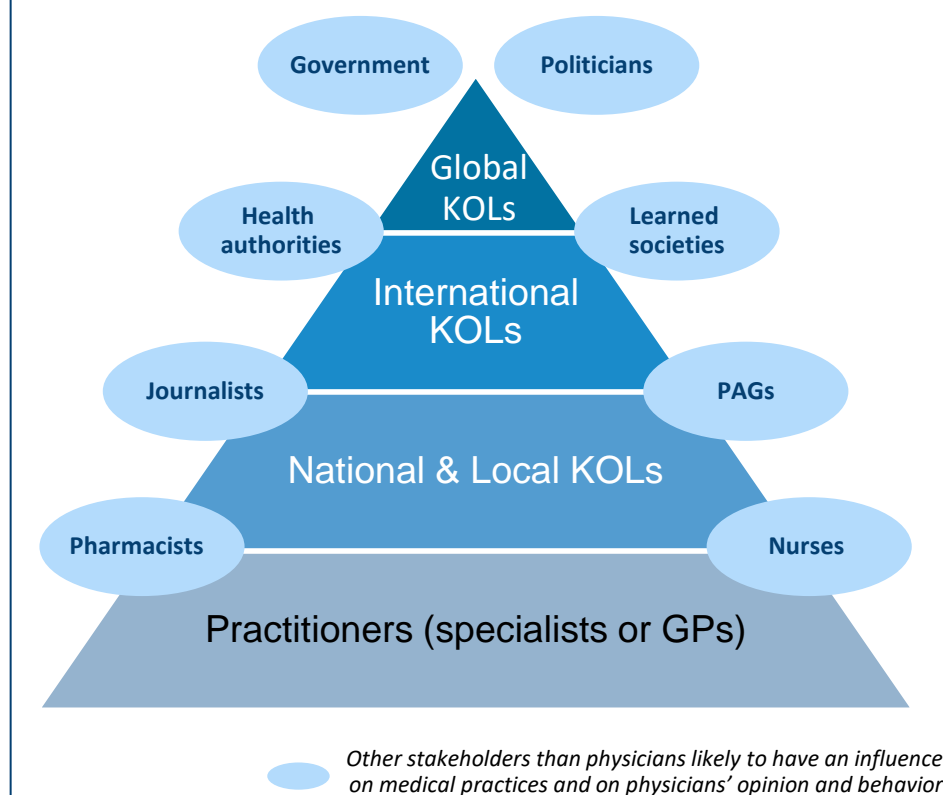 Government
Politicians
Global
KOLs
Health
authorities
Learned
societies
International
KOLs
Journalists
PAGs
National & Local KOLs
Pharmacists
Nurses
Practitioners (specialists or GPs)
Other stakeholders than physicians likely to have an influence
on medical practices and on physicians’ opinion and behavior